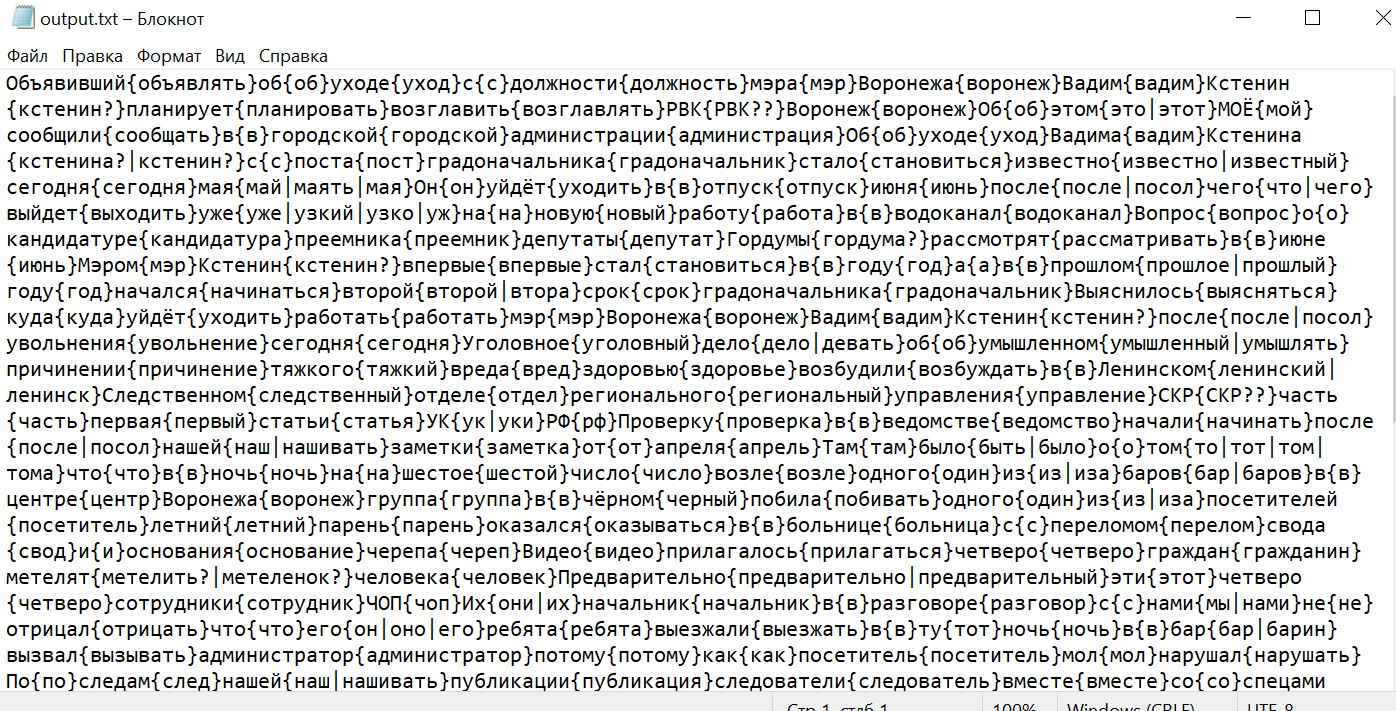 output.txt – Блокнот
Файл Правка Формат Вид Справка
Объявивший{объявлять}об{об}уходе{уход}с{с}должности{должность}мэра{мэр}Воронежа{воронеж}Вадим{вадим}Кстенин
{кстенин?}планирует{планировать}возглавить{возглавлять}РВК{РВК??}Воронеж{воронеж}Об{об}этом{это|этот}МОЁ{мой}
сообщили{сообщать}в{в}городской{городской}администрации{администрация}Об{об}уходе{уход}Вадима{вадим}Кстенина
{кстенина?|кстенин?}с{с}поста{пост}градоначальника{градоначальник}стало{становиться}известно{известно|известный}
сегодня{сегодня}мая{май|маять|мая}Он{он}уйдёт{уходить}в{в}отпуск{отпуск}июня{июнь}после{после|посол}чего{что|чего}
выйдет{выходить}уже{уже|узкий|узко|уж}на{на}новую{новый}работу{работа}в{в}водоканал{водоканал}Вопрос{вопрос}о{о}
кандидатуре{кандидатура}преемника{преемник}депутаты{депутат}Гордумы{гордума?}рассмотрят{рассматривать}в{в}июне
{июнь}Мэром{мэр}Кстенин{кстенин?}впервые{впервые}стал{становиться}в{в}году{год}а{а}в{в}прошлом{прошлое|прошлый}
году{год}начался{начинаться}второй{второй|втора}срок{срок}градоначальника{градоначальник}Выяснилось{выясняться}
куда{куда}уйдёт{уходить}работать{работать}мэр{мэр}Воронежа{воронеж}Вадим{вадим}Кстенин{кстенин?}после{после|посол}
увольнения{увольнение}сегодня{сегодня}Уголовное{уголовный}дело{дело|девать}об{об}умышленном{умышленный|умышлять}
причинении{причинение}тяжкого{тяжкий}вреда{вред}здоровью{здоровье}возбудили{возбуждать}в{в}Ленинском{ленинский|
ленинск}Следственном{следственный}отделе{отдел}регионального{региональный}управления{управление}СКР{СКР??}часть
{часть}первая{первый}статьи{статья}УК{ук|уки}РФ{рф}Проверку{проверка}в{в}ведомстве{ведомство}начали{начинать}после
{после|посол}нашей{наш|нашивать}заметки{заметка}от{от}апреля{апрель}Там{там}было{быть|было}о{о}том{то|тот|том|
тома}что{что}в{в}ночь{ночь}на{на}шестое{шестой}число{число}возле{возле}одного{один}из{из|иза}баров{бар|баров}в{в}
центре{центр}Воронежа{воронеж}группа{группа}в{в}чёрном{черный}побила{побивать}одного{один}из{из|иза}посетителей
{посетитель}летний{летний}парень{парень}оказался{оказываться}в{в}больнице{больница}с{с}переломом{перелом}свода
{свод}и{и}основания{основание}черепа{череп}Видео{видео}прилагалось{прилагаться}четверо{четверо}граждан{гражданин}
метелят{метелить?|метеленок?}человека{человек}Предварительно{предварительно|предварительный}эти{этот}четверо
{четверо}сотрудники{сотрудник}ЧОП{чоп}Их{они|их}начальник{начальник}в{в}разговоре{разговор}с{с}нами{мы|нами}не{не}
отрицал{отрицать}что{что}его{он|оно|его}ребята{ребята}выезжали{выезжать}в{в}ту{тот}ночь{ночь}в{в}бар{бар|барин}
вызвал{вызывать}администратор{администратор}потому{потому}как{как}посетитель{посетитель}мол{мол}нарушал{нарушать}
По{по}следам{след}нашей{наш|нашивать}публикации{публикация}следователи{следователь}вместе{вместе}со{со}спецами
Стр 1, стлб 1 100% Windows (CRLF) UTF-8